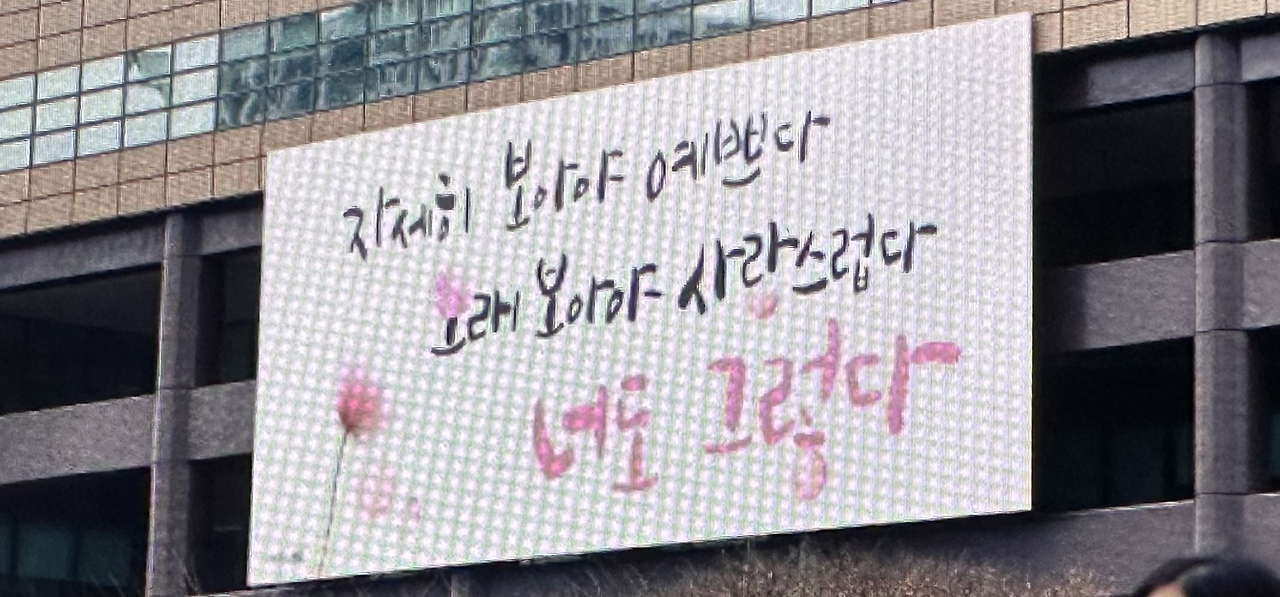 자세히 보아야 예쁘다
오래 보아야 사랑스럽다
너도 그렇다